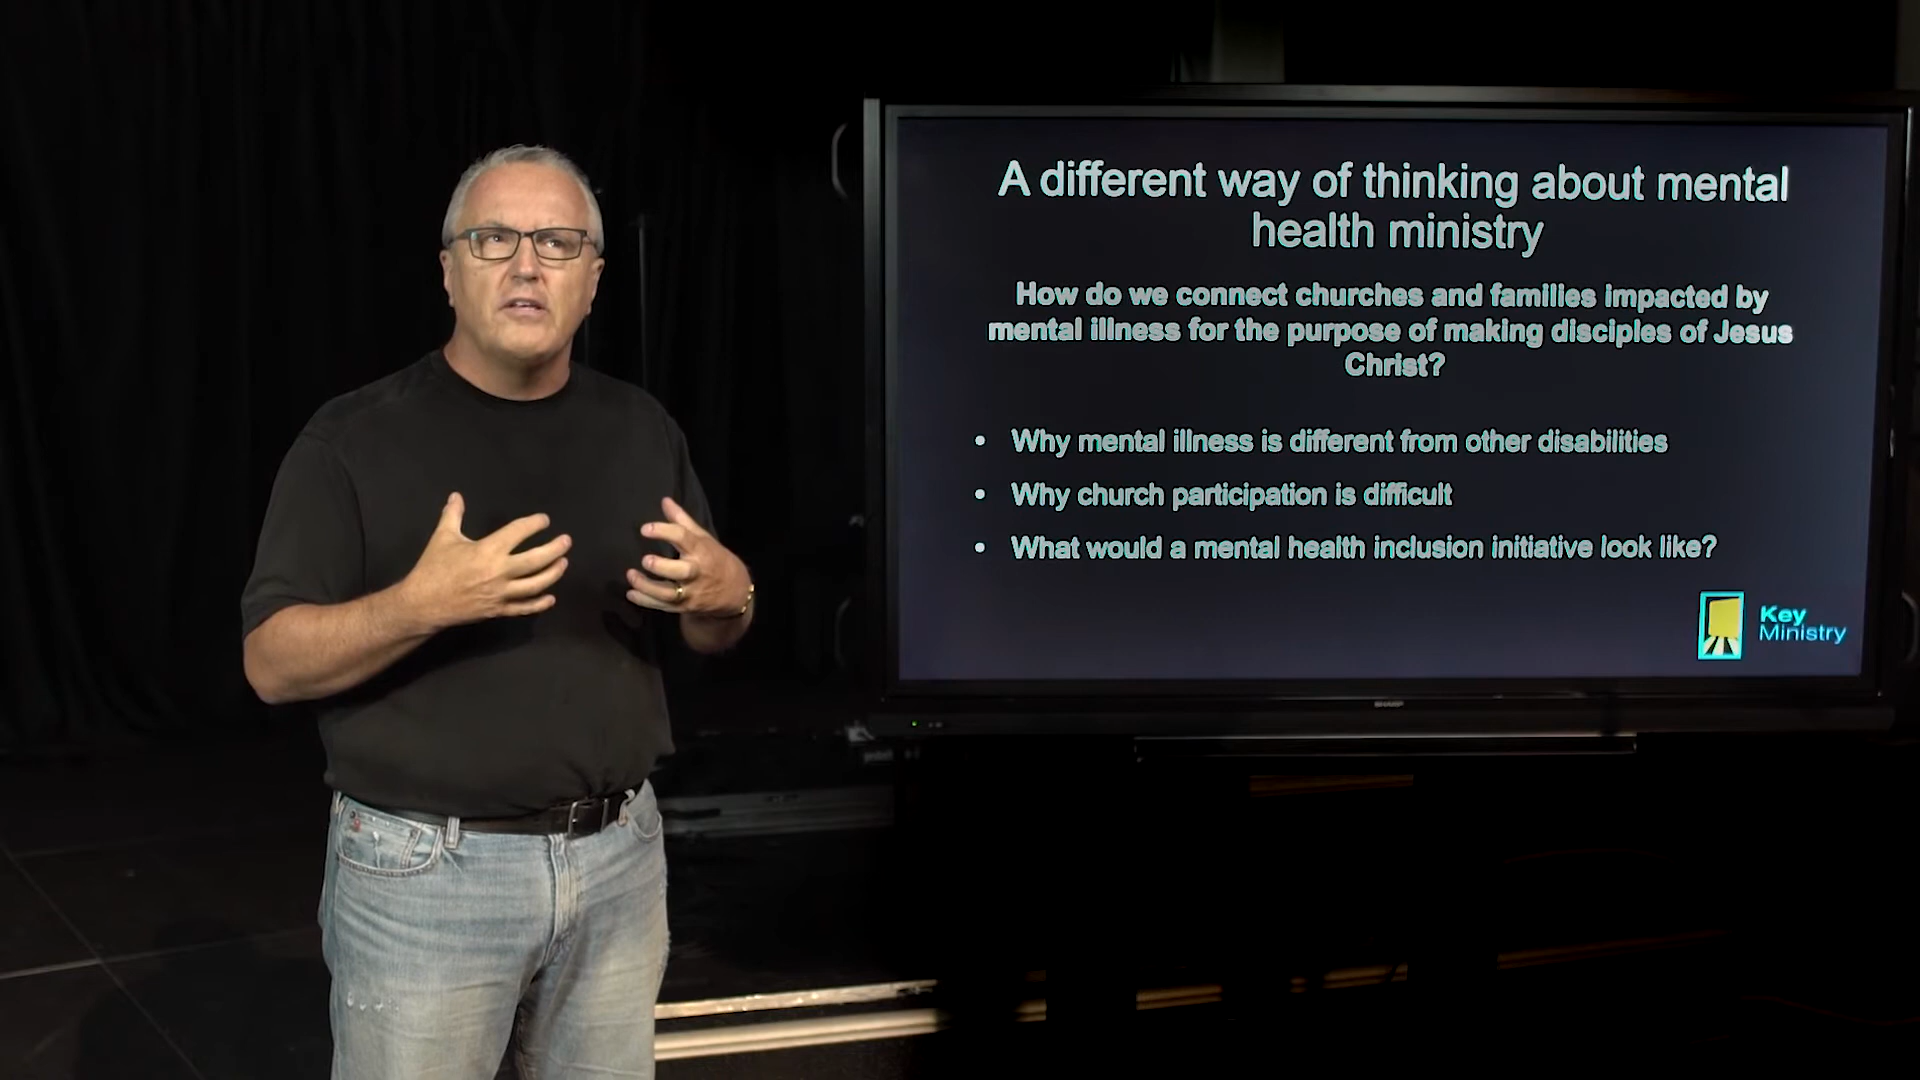 A different way of thinking about mental
health ministry
How do we connect churches and families impacted by
mental illness for the purpose of making disciples of Jesus
Christ?
• Why mental illness is different from other disabilities
• Why church participation is difficult
• What would a mental health inclusion initiative look like?
Key
Ministry
SHARP